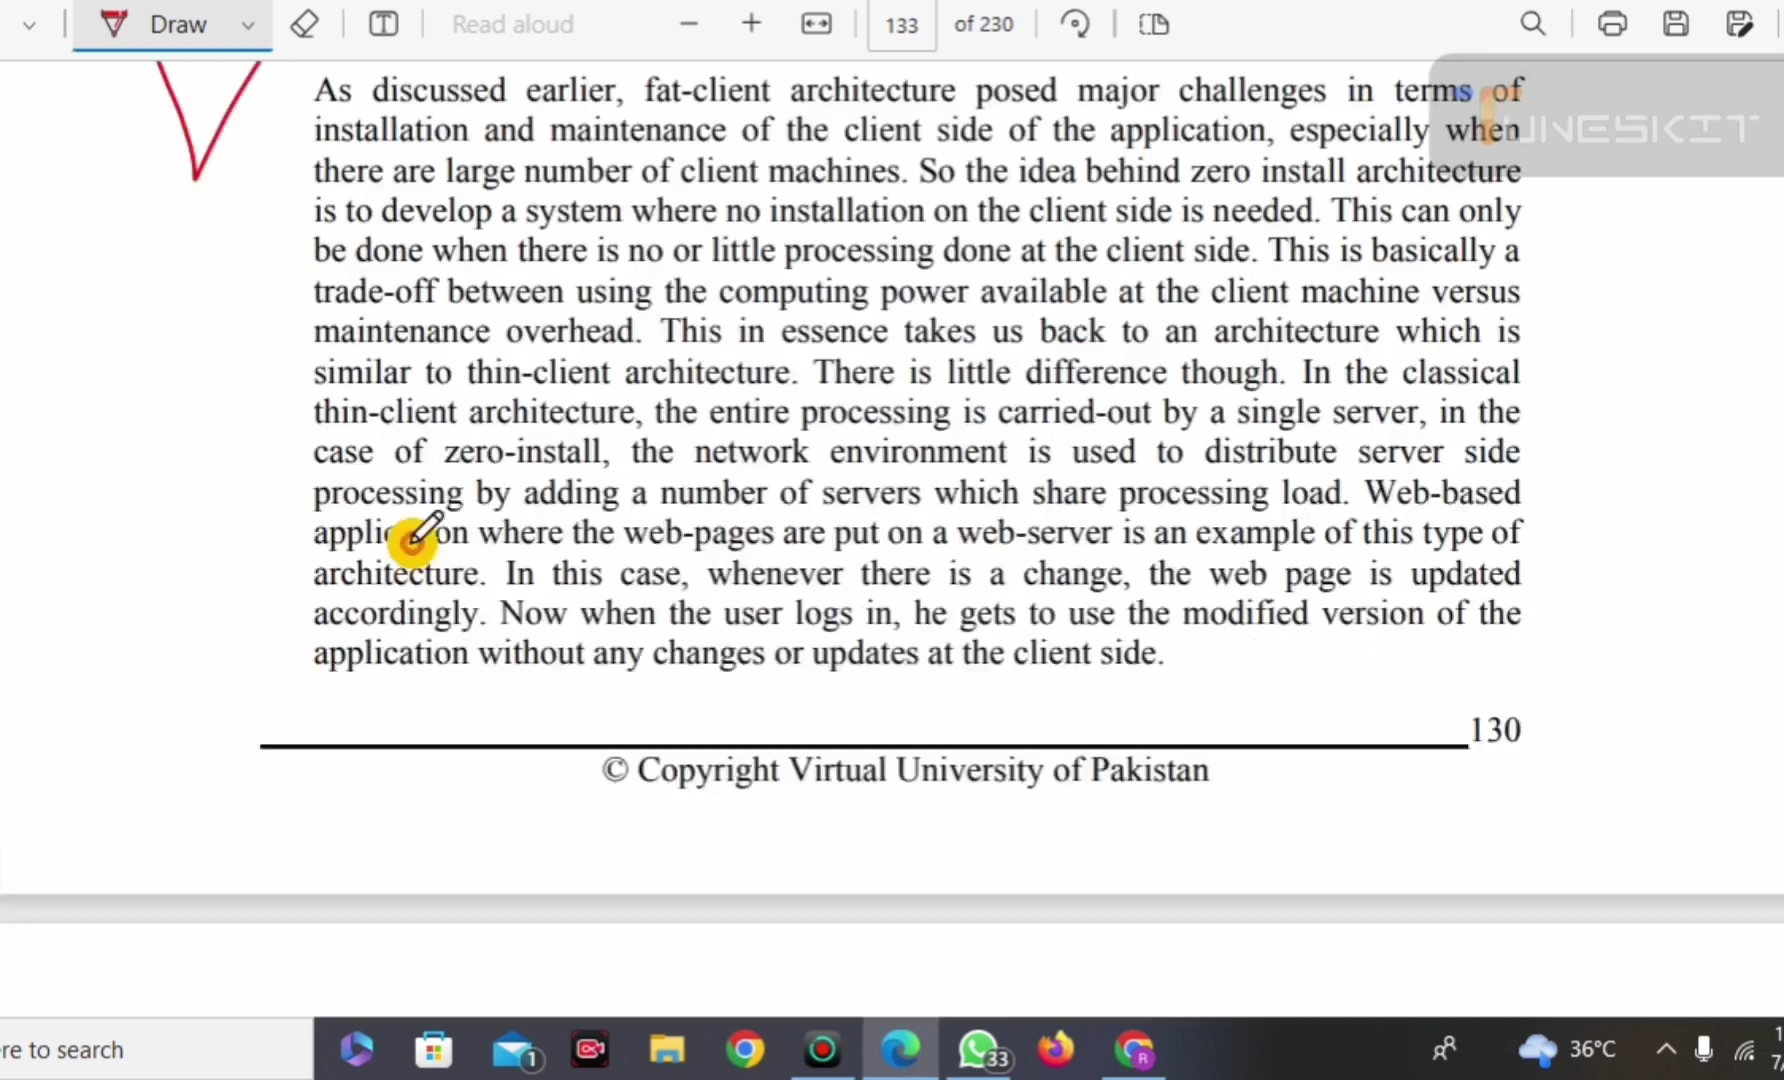 Draw
Read aloud
133 of 230
As discussed earlier, fat-client architecture posed major challenges in terms of
installation and maintenance of the client side of the application, especially when
there are large number of client machines. So the idea behind zero install architecture
is to develop a system where no installation on the client side is needed. This can only
be done when there is no or little processing done at the client side. This is basically a
trade-off between using the computing power available at the client machine versus
maintenance overhead. This in essence takes us back to an architecture which is
similar to thin-client architecture. There is little difference though. In the classical
thin-client architecture, the entire processing is carried-out by a single server, in the
case of zero-install, the network environment is used to distribute server side
processing by adding a number of servers which share processing load. Web-based
application where the web-pages are put on a web-server is an example of this type of
architecture. In this case, whenever there is a change, the web page is updated
accordingly. Now when the user logs in, he gets to use the modified version of the
application without any changes or updates at the client side.
130
© Copyright Virtual University of Pakistan
UNESKIT
re to search
1
33
R
36°C